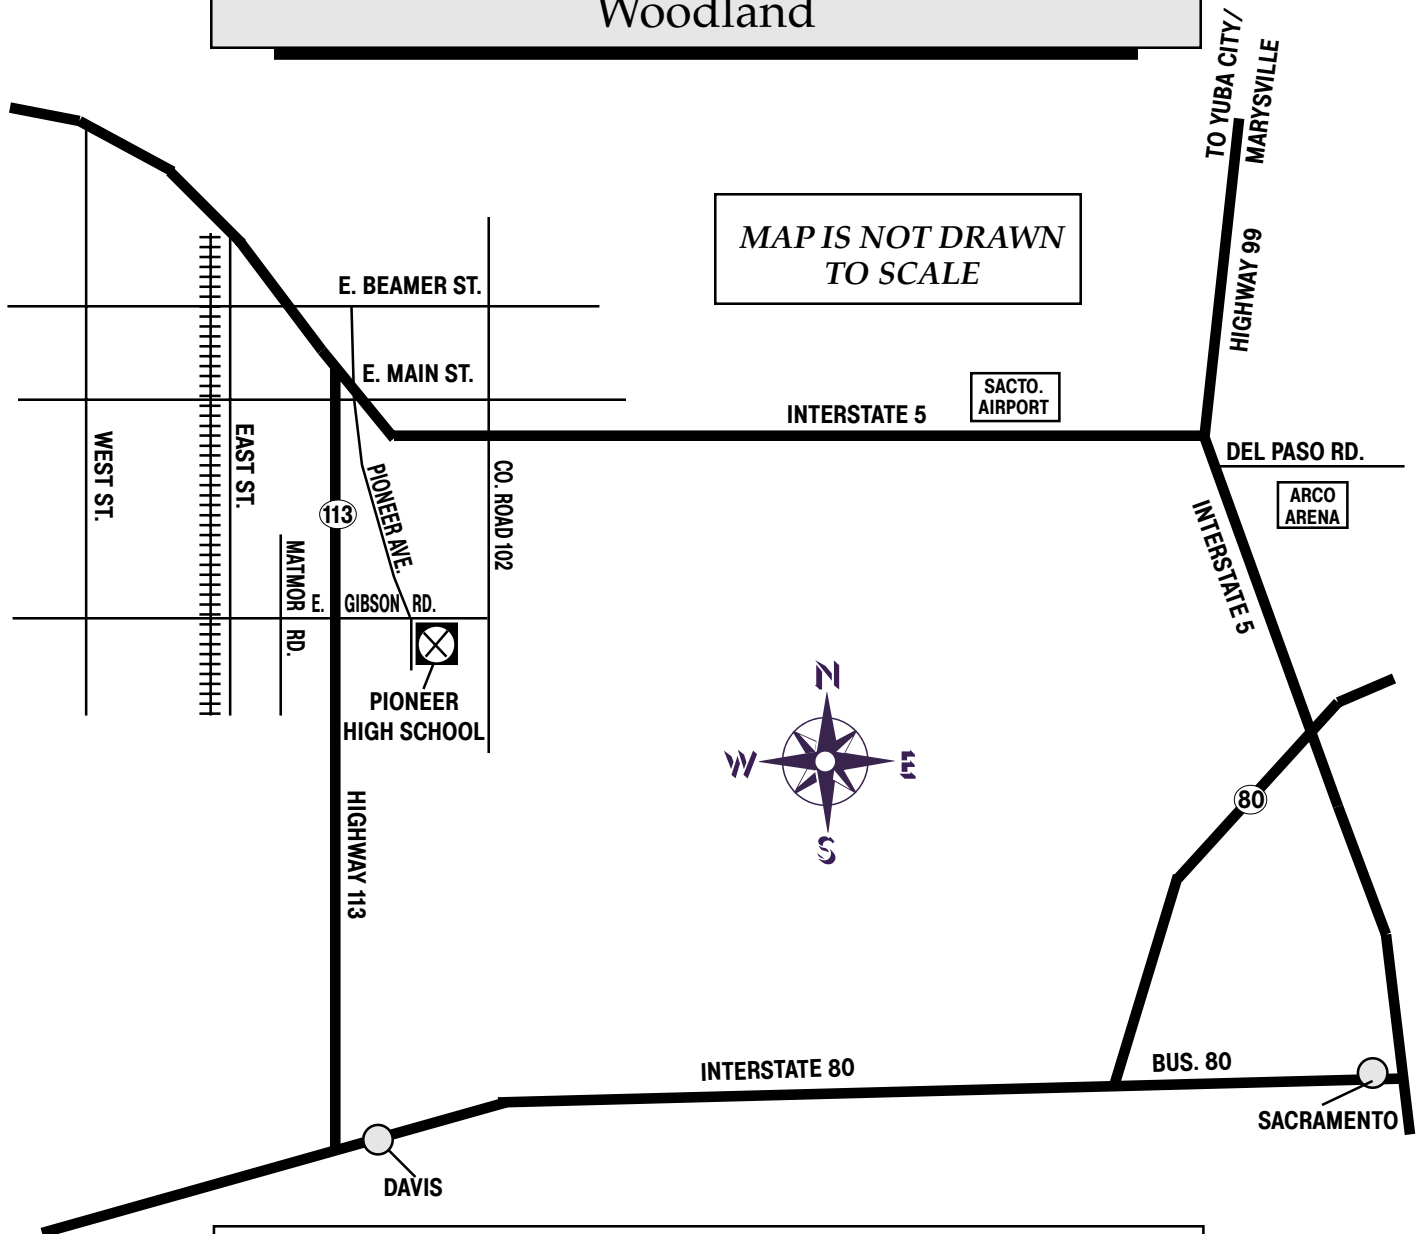 Woodland
TO YUBA CITY/
MARYSVILLE
MAP IS NOT DRAWN
TO SCALE
HIGHWAY 99
E. BEAMER ST.
E. MAIN ST.
SACTO.
AIRPORT
INTERSTATE 5
DEL PASO RD.
ARCO
ARENA
WEST ST.
EAST ST.
PIONEER AVE.
CO. ROAD 102
113
INTERSTATE 5
MATMOR RD.
E. GIBSON RD.
PIONEER
HIGH SCHOOL
N
W
E
S
80
HIGHWAY 113
INTERSTATE 80
BUS. 80
SACRAMENTO
DAVIS